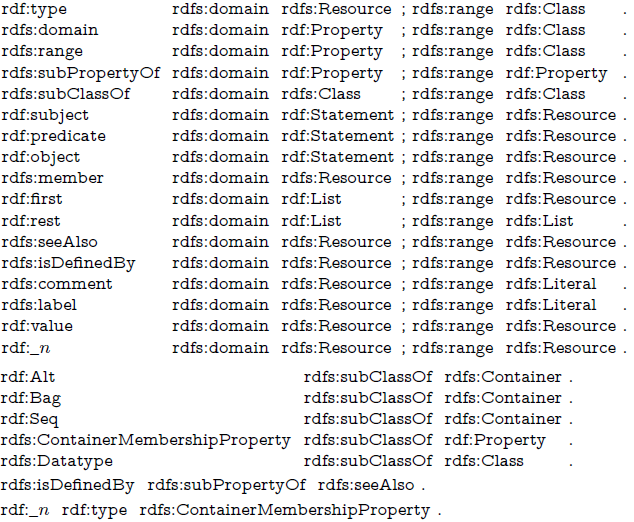 rdf:type rdfs:domain rdfs:Resource ; rdfs:range rdfs:Class .
rdfs:domain rdfs:domain rdf:Property ; rdfs:range rdfs:Class .
rdfs:range rdfs:domain rdf:Property ; rdfs:range rdfs:Class .
rdfs:subPropertyOf rdfs:domain rdf:Property ; rdfs:range rdf:Property .
rdfs:subClassOf rdfs:domain rdfs:Class ; rdfs:range rdfs:Class .
rdf:subject rdfs:domain rdf:Statement ; rdfs:range rdfs:Resource .
rdf:predicate rdfs:domain rdf:Statement ; rdfs:range rdfs:Resource .
rdf:object rdfs:domain rdf:Statement ; rdfs:range rdfs:Resource .
rdfs:member rdfs:domain rdfs:Resource ; rdfs:range rdfs:Resource .
rdf:first rdfs:domain rdf:List ; rdfs:range rdfs:Resource .
rdf:rest rdfs:domain rdf:List ; rdfs:range rdfs:List .
rdfs:seeAlso rdfs:domain rdfs:Resource ; rdfs:range rdfs:Resource .
rdfs:isDefinedBy rdfs:domain rdfs:Resource ; rdfs:range rdfs:Resource .
rdfs:comment rdfs:domain rdfs:Resource ; rdfs:range rdfs:Literal .
rdfs:label rdfs:domain rdfs:Resource ; rdfs:range rdfs:Literal .
rdf:value rdfs:domain rdfs:Resource ; rdfs:range rdfs:Resource .
rdf:_n rdfs:domain rdfs:Resource ; rdfs:range rdfs:Resource .
rdf:Alt rdfs:subClassOf rdfs:Container .
rdf:Bag rdfs:subClassOf rdfs:Container .
rdf:Seq rdfs:subClassOf rdfs:Container .
rdfs:ContainerMembershipProperty rdfs:subClassOf rdf:Property .
rdfs:Datatype rdfs:subClassOf rdfs:Class .
rdfs:isDefinedBy rdfs:subPropertyOf rdfs:seeAlso .
rdf:_n rdf:type rdfs:ContainerMembershipProperty .